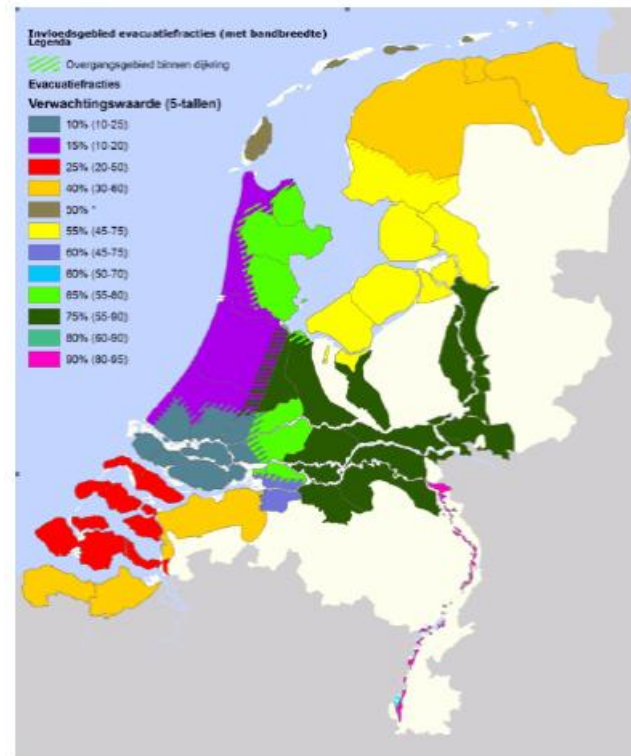 Invloedsgebied evacuatiefracties (met bandbreedte)
Legenda
Overgangsgebied binnen dijkring
Evacuatiefracties
Verwachtingswaarde (5-tallen)
10% (10-25)
15% (10-20)
25% (20-50)
40% (30-60)
50% *
55% (45-75)
60% (45-75)
60% (50-70)
65% (55-80)
75% (55-90)
80% (60-90)
90% (80-95)